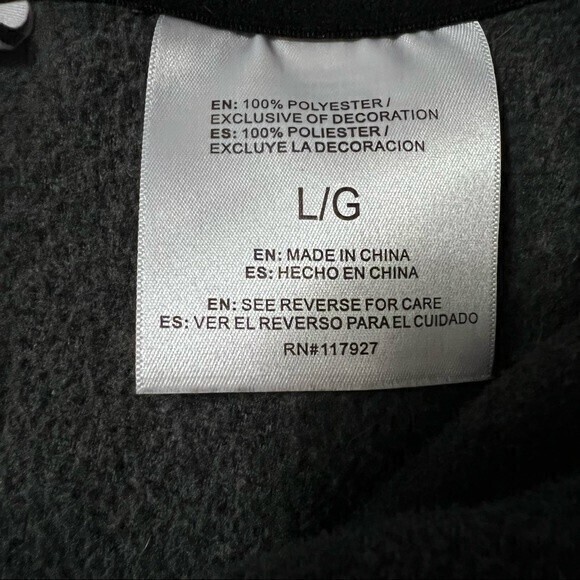 EN: 100% POLYESTER /
EXCLUSIVE OF DECORATION
ES: 100% POLIESTER /
EXCLUYE LA DECORACION
L/G
EN: MADE IN CHINA
ES: HECHO EN CHINA
EN: SEE REVERSE FOR CARE
ES: VER EL REVERSO PARA EL CUIDADO
RN#117927